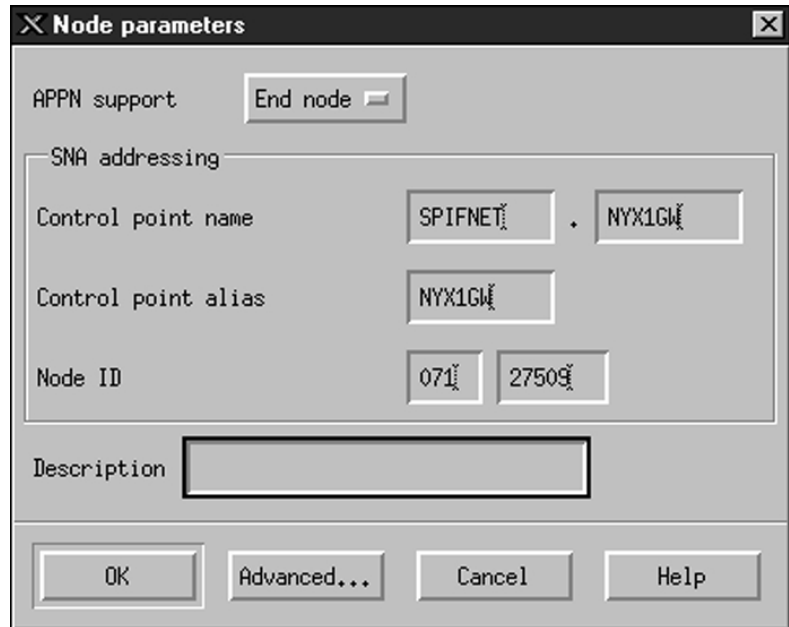 Node parameters
APPN support End node
SNA addressing
Control point name SPIFNET . NYX1GW
Control point alias NYX1GW
Node ID 071 27509
Description
OK Advanced... Cancel Help